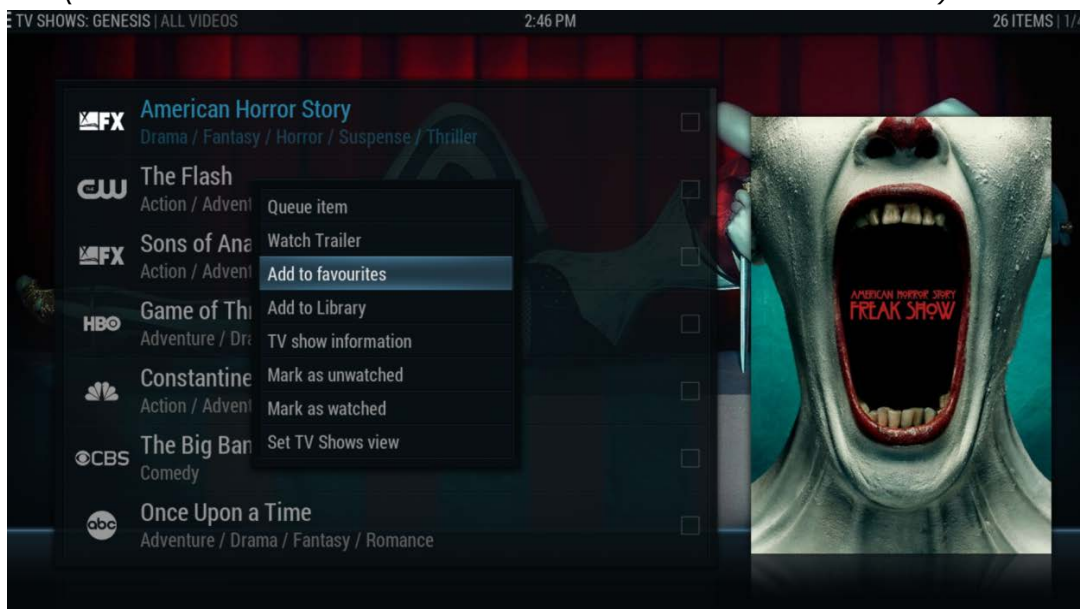 TV SHOWS: GENESIS | ALL VIDEOS
2:46 PM
26 ITEMS | 1/4
FX
American Horror Story
Drama / Fantasy / Horror / Suspense / Thriller
THE CW
The Flash
Action / Advent
FX
Sons of Ana
Action / Advent
HBO
Game of Thr
Adventure / Dra
Constantine
Action / Advent
CBS
The Big Ban
Comedy
abc
Once Upon a Time
Adventure / Drama / Fantasy / Romance
Queue item
Watch Trailer
Add to favourites
Add to Library
TV show information
Mark as unwatched
Mark as watched
Set TV Shows view
AMERICAN HORROR STORY
FREAK SHOW